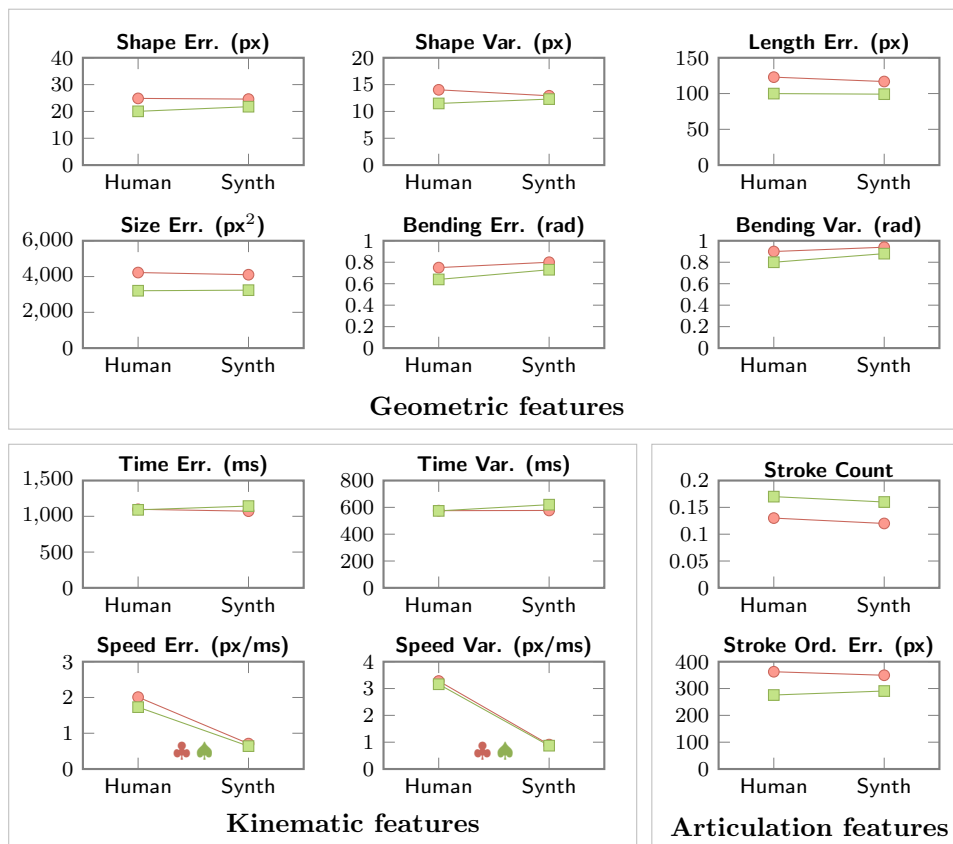 Shape Err. (px)
40
30
20
10
0
Human Synth
Shape Var. (px)
20
15
10
5
0
Human Synth
Length Err. (px)
150
100
50
0
Human Synth
Size Err. (px²)
6,000
4,000
2,000
0
Human Synth
Bending Err. (rad)
1
0.8
0.6
0.4
0.2
0
Human Synth
Bending Var. (rad)
1
0.8
0.6
0.4
0.2
0
Human Synth
Geometric features
Time Err. (ms)
1,500
1,000
500
0
Human Synth
Time Var. (ms)
800
600
400
200
0
Human Synth
Speed Err. (px/ms)
3
2
1
0
Human Synth
Speed Var. (px/ms)
4
3
2
1
0
Human Synth
Kinematic features
Stroke Count
0.2
0.15
0.1
0.05
0
Human Synth
Stroke Ord. Err. (px)
400
300
200
100
0
Human Synth
Articulation features